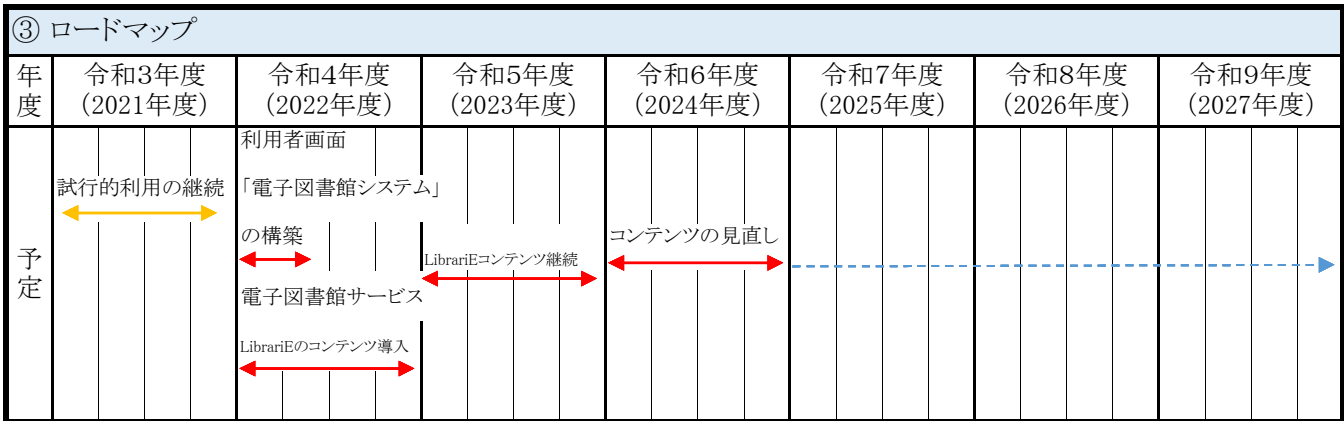 ③ ロードマップ
年度
令和3年度
(2021年度)
令和4年度
(2022年度)
令和5年度
(2023年度)
令和6年度
(2024年度)
令和7年度
(2025年度)
令和8年度
(2026年度)
令和9年度
(2027年度)
予定
試行的利用の継続
利用者画面
「電子図書館システム」
の構築
電子図書館サービス
LibrariEのコンテンツ導入
LibrariEコンテンツ継続
コンテンツの見直し